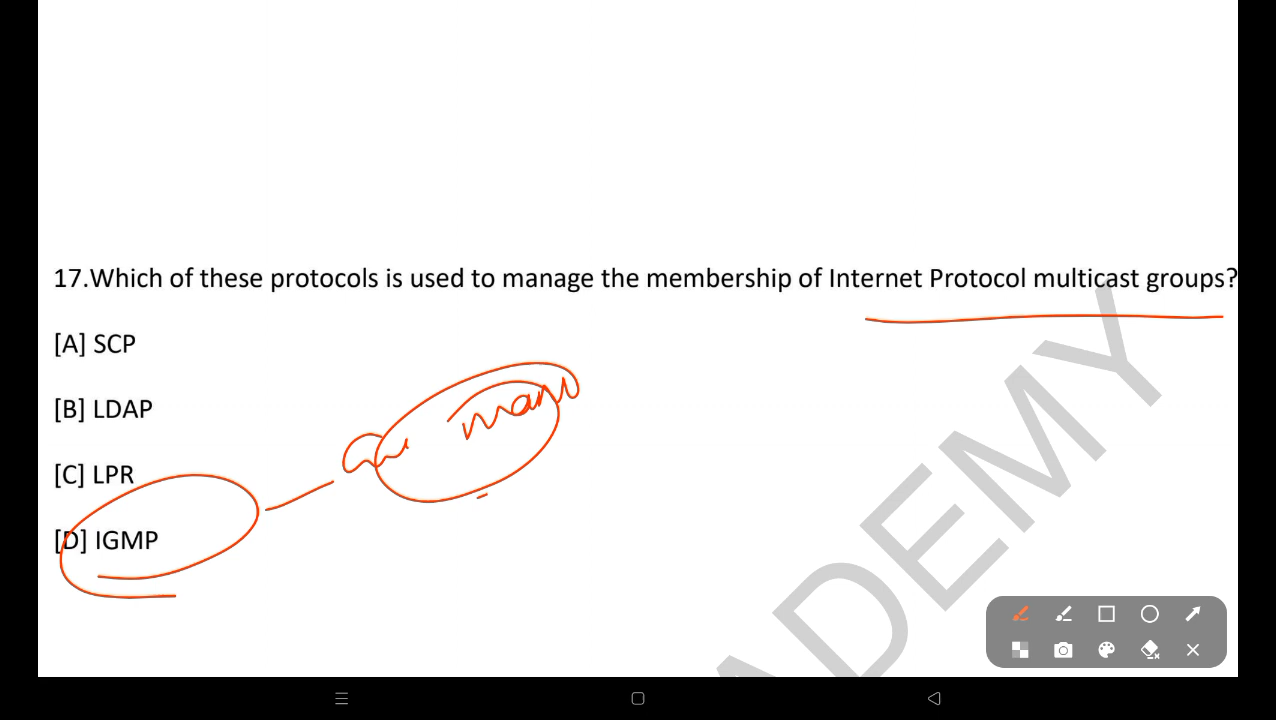 17.Which of these protocols is used to manage the membership of Internet Protocol multicast groups?
[A] SCP
[B] LDAP
[C] LPR
[D] IGMP
ADEMY